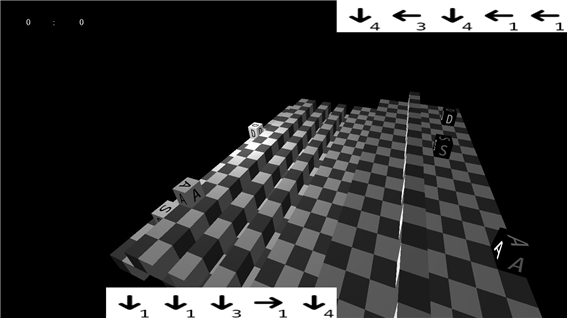 0 : 0
↓4 ←3 ↓4 ←1 ←1
D
D D
S
A
A A
S
A
A A
↓1 ↓1 ↓3 →1 ↓4